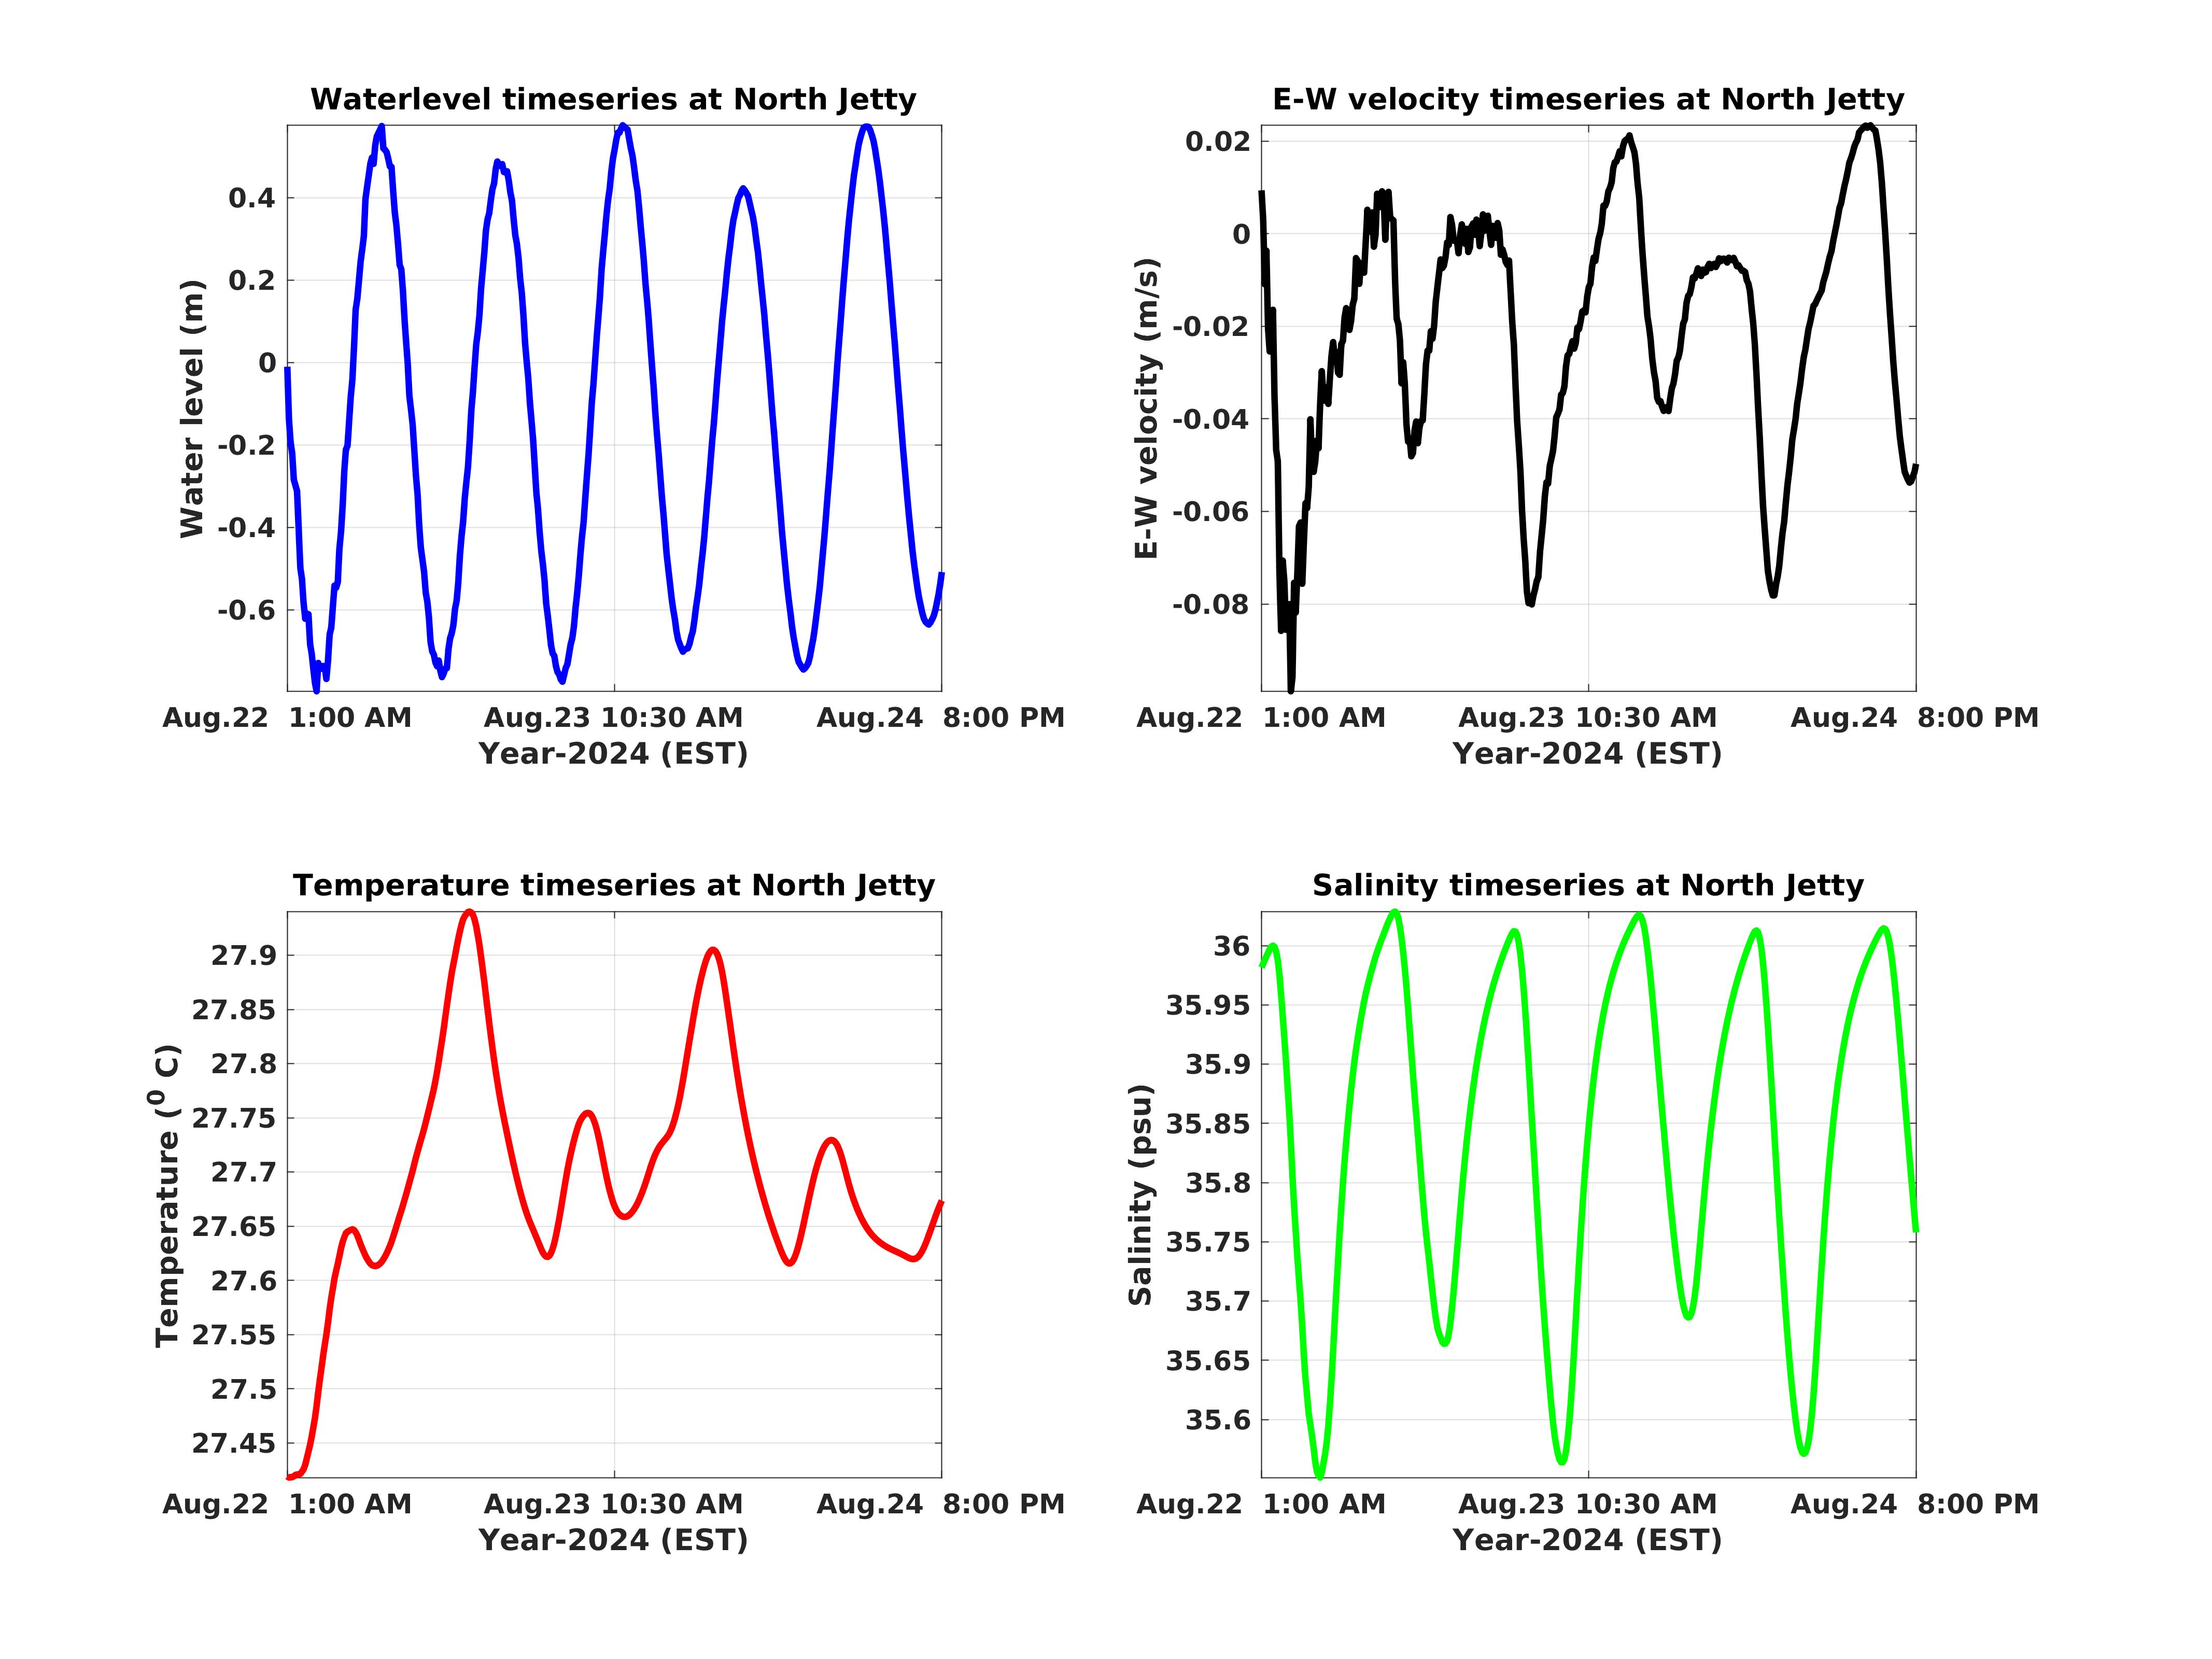 Waterlevel timeseries at North Jetty
Water level (m)
0.4
0.2
0
-0.2
-0.4
-0.6
Aug.22 1:00 AM Aug.23 10:30 AM Aug.24 8:00 PM
Year-2024 (EST)
E-W velocity timeseries at North Jetty
E-W velocity (m/s)
0.02
0
-0.02
-0.04
-0.06
-0.08
Aug.22 1:00 AM Aug.23 10:30 AM Aug.24 8:00 PM
Year-2024 (EST)
Temperature timeseries at North Jetty
Temperature (⁰ C)
27.9
27.85
27.8
27.75
27.7
27.65
27.6
27.55
27.5
27.45
Aug.22 1:00 AM Aug.23 10:30 AM Aug.24 8:00 PM
Year-2024 (EST)
Salinity timeseries at North Jetty
Salinity (psu)
36
35.95
35.9
35.85
35.8
35.75
35.7
35.65
35.6
Aug.22 1:00 AM Aug.23 10:30 AM Aug.24 8:00 PM
Year-2024 (EST)